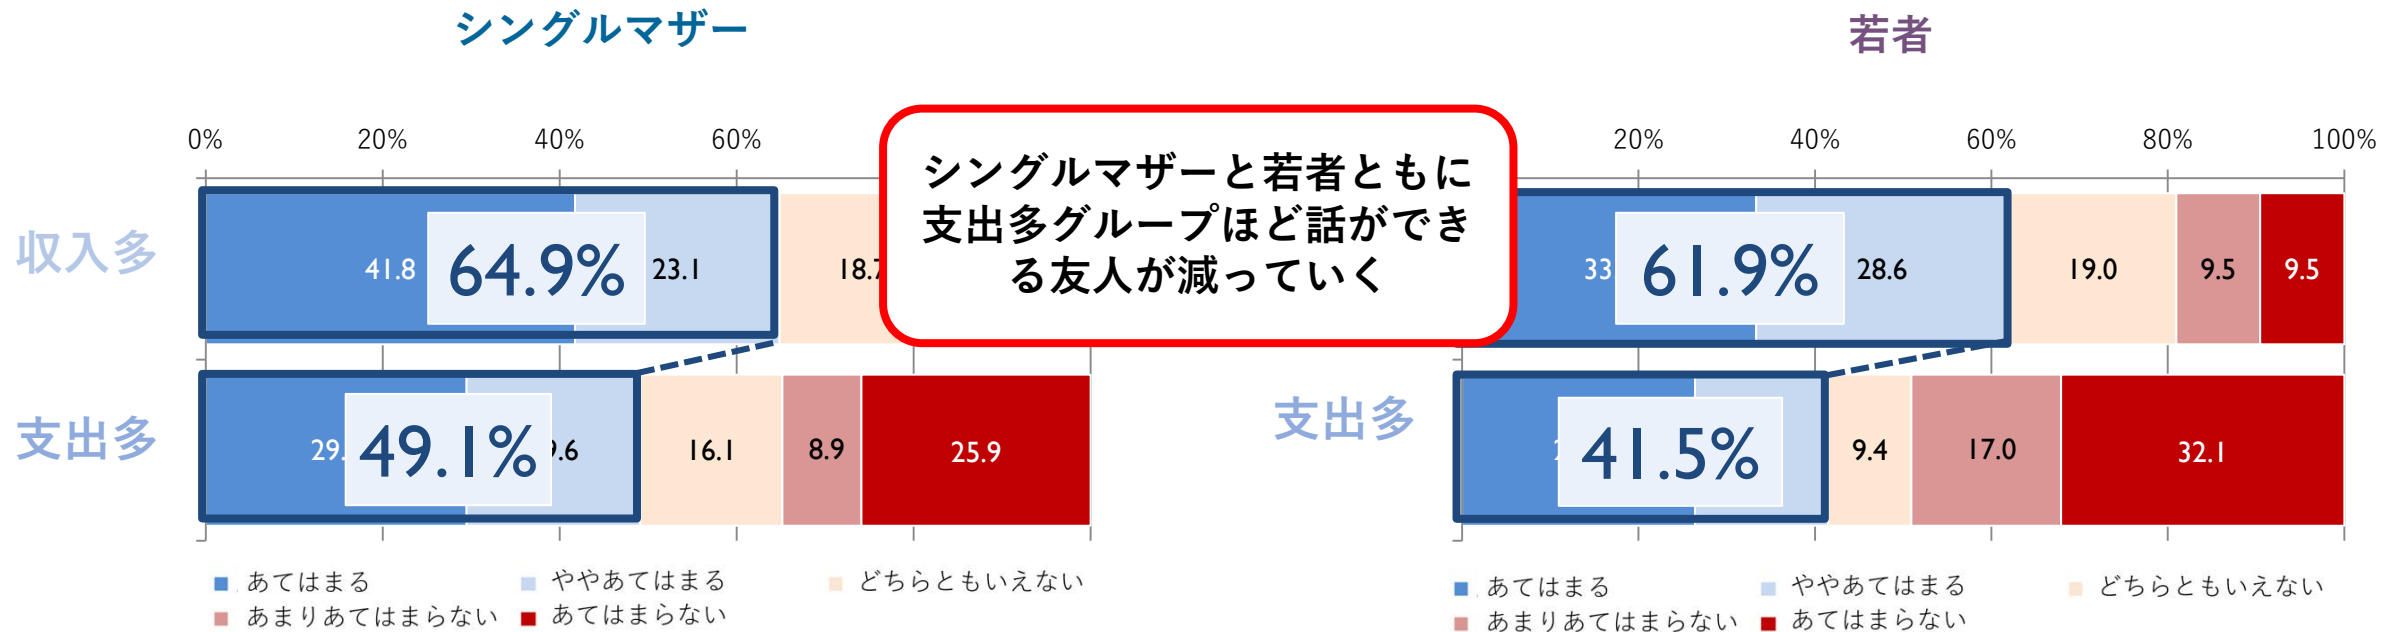 シングルマザー
若者
0%
20%
40%
60%
20%
40%
60%
80%
100%
シングルマザーと若者ともに
支出多グループほど話ができ
る友人が減っていく
収入多
41.8
64.9%
23.1
18.7
33
61.9%
28.6
19.0
9.5
9.5
支出多
29.
49.1%
.6
16.1
8.9
25.9
支出多
41.5%
9.4
17.0
32.1
あてはまる
ややあてはまる
どちらともいえない
あまりあてはまらない
あてはまらない
あてはまる
ややあてはまる
どちらともいえない
あまりあてはまらない
あてはまらない